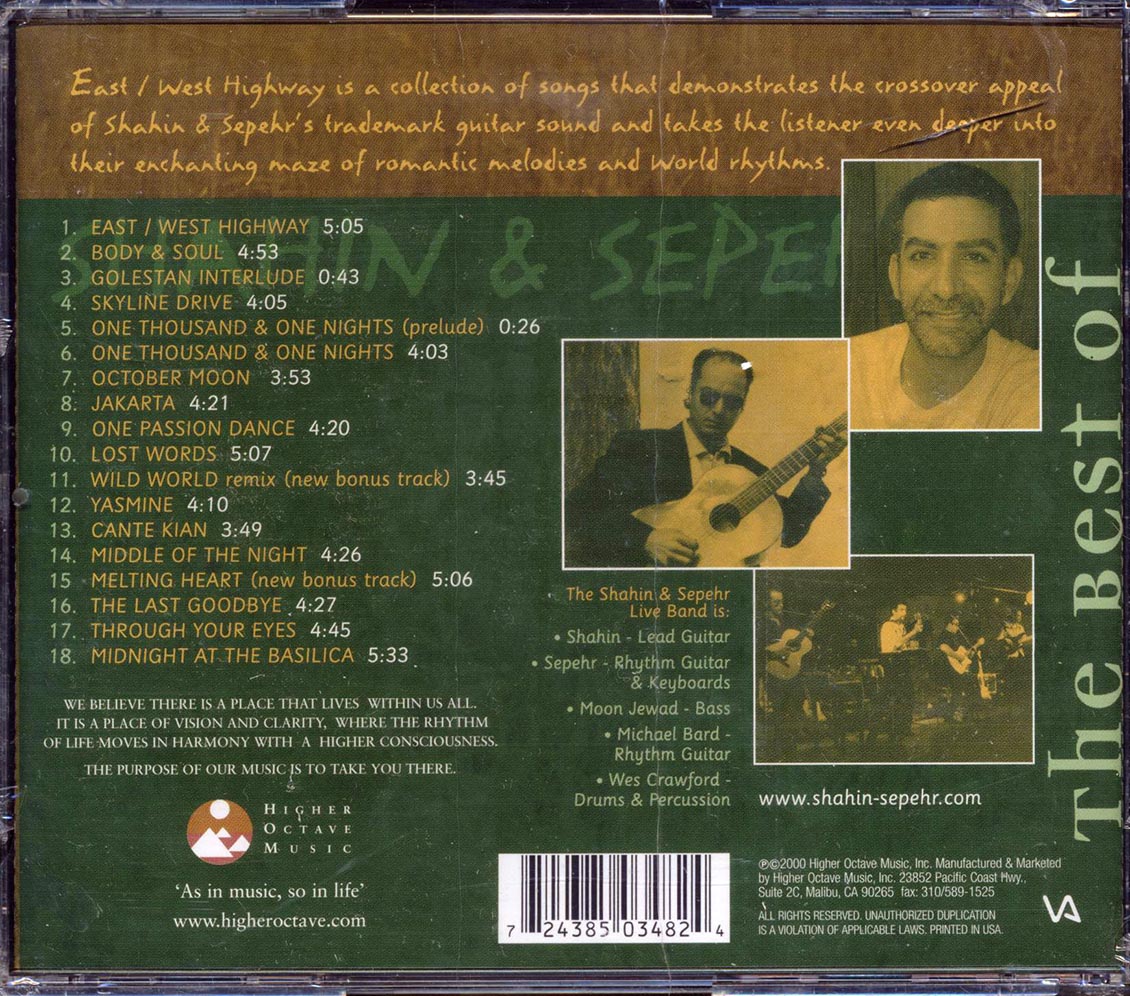 East / West Highway is a collection of songs that demonstrates the crossover appeal
of Shahin & Sepehr's trademark guitar sound and takes the listener even deeper into
their enchanting maze of romantic melodies and World rhythms.
SHAHIN & SEPEH
1. EAST / WEST HIGHWAY 5:05
2. BODY & SOUL 4:53
3. GOLESTAN INTERLUDE 0:43
4. SKYLINE DRIVE 4:05
5. ONE THOUSAND & ONE NIGHTS (prelude) 0:26
6. ONE THOUSAND & ONE NIGHTS 4:03
7. OCTOBER MOON 3:53
8. JAKARTA 4:21
9. ONE PASSION DANCE 4:20
10. LOST WORDS 5:07
11. WILD WORLD remix (new bonus track) 3:45
12. YASMINE 4:10
13. CANTE KIAN 3:49
14. MIDDLE OF THE NIGHT 4:26
15 MELTING HEART (new bonus track) 5:06
16. THE LAST GOODBYE 4:27
17. THROUGH YOUR EYES 4:45
18. MIDNIGHT AT THE BASILICA 5:33
The Shahin & Sepehr
Live Band is:
• Shahin - Lead Guitar
• Sepehr - Rhythm Guitar
& Keyboards
• Moon Jewad - Bass
• Michael Bard -
Rhythm Guitar
• Wes Crawford -
Drums & Percussion
www.shahin-sepehr.com
The Best of
WE BELIEVE THERE IS A PLACE THAT LIVES WITHIN US ALL.
IT IS A PLACE OF VISION AND CLARITY, WHERE THE RHYTHM
OF LIFE MOVES IN HARMONY WITH A HIGHER CONSCIOUSNESS.
THE PURPOSE OF OUR MUSIC IS TO TAKE YOU THERE.
HIGHER
OCTAVE
MUSIC
'As in music, so in life'
www.higheroctave.com
7 24385 03482 4
℗©2000 Higher Octave Music, Inc. Manufactured & Marketed
by Higher Octave Music, Inc. 23852 Pacific Coast Hwy.,
Suite 2C, Malibu, CA 90265 fax: 310/589-1525
ALL RIGHTS RESERVED. UNAUTHORIZED DUPLICATION
IS A VIOLATION OF APPLICABLE LAWS. PRINTED IN USA.